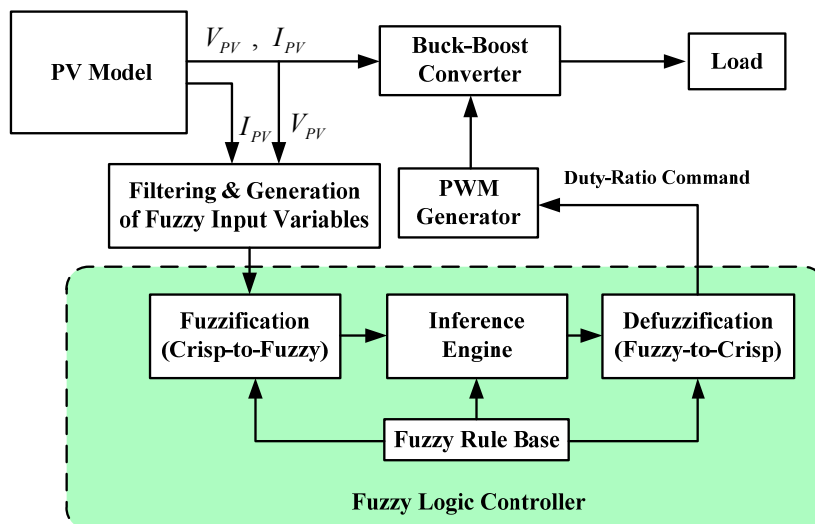 V_PV , I_PV
PV Model
Buck-Boost
Converter
Load
I_PV
V_PV
Filtering & Generation
of Fuzzy Input Variables
PWM
Generator
Duty-Ratio Command
Fuzzification
(Crisp-to-Fuzzy)
Inference
Engine
Defuzzification
(Fuzzy-to-Crisp)
Fuzzy Rule Base
Fuzzy Logic Controller